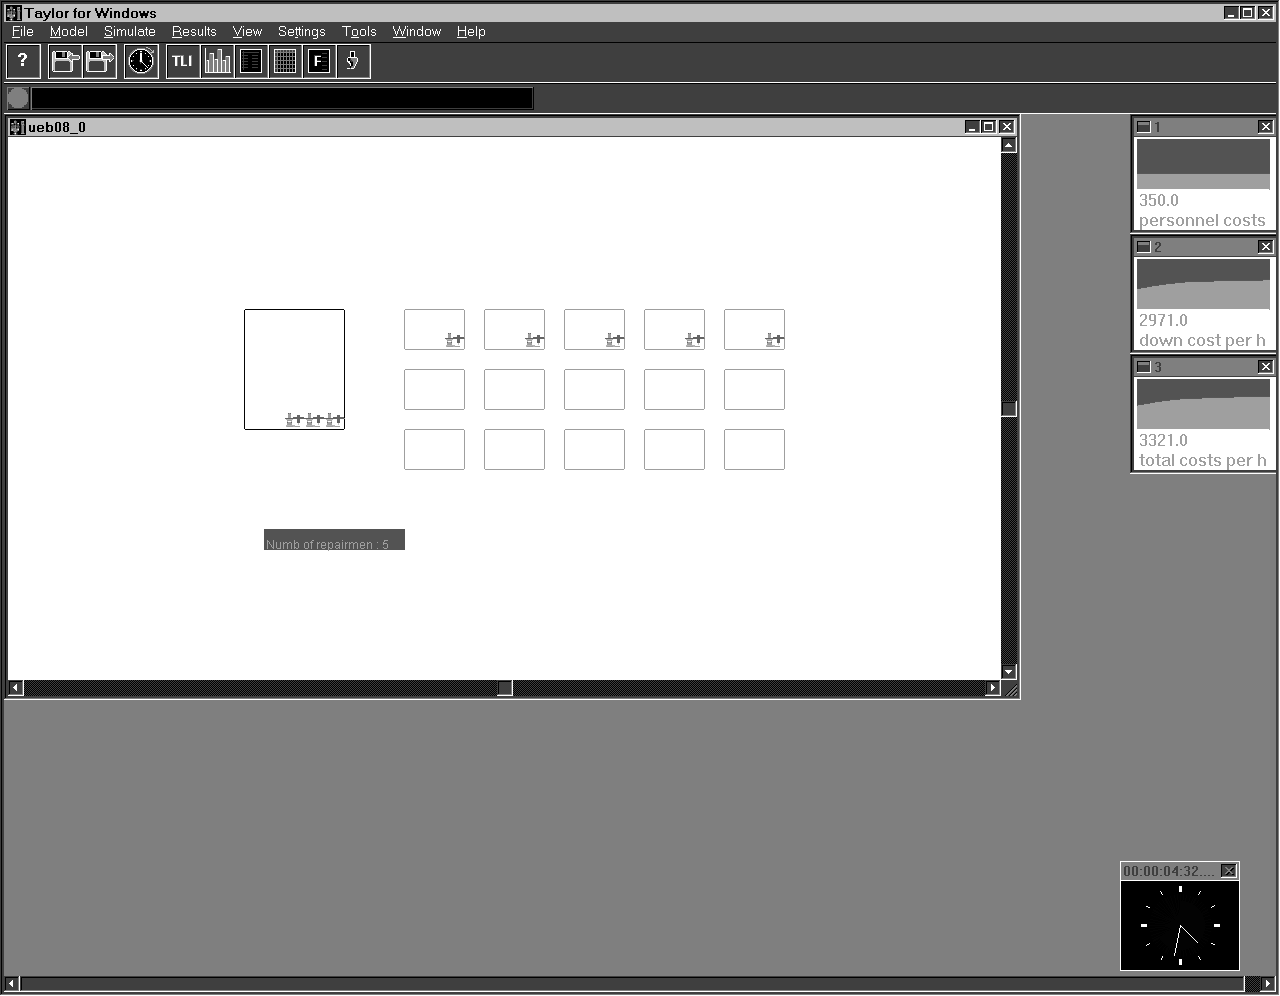 Taylor for Windows
File Model Simulate Results View Settings Tools Window Help
? TLI F
ueb08_0
1
350.0
personnel costs
2
2971.0
down cost per h
3
3321.0
total costs per h
Numb of repairmen : 5
00:00:04:32....